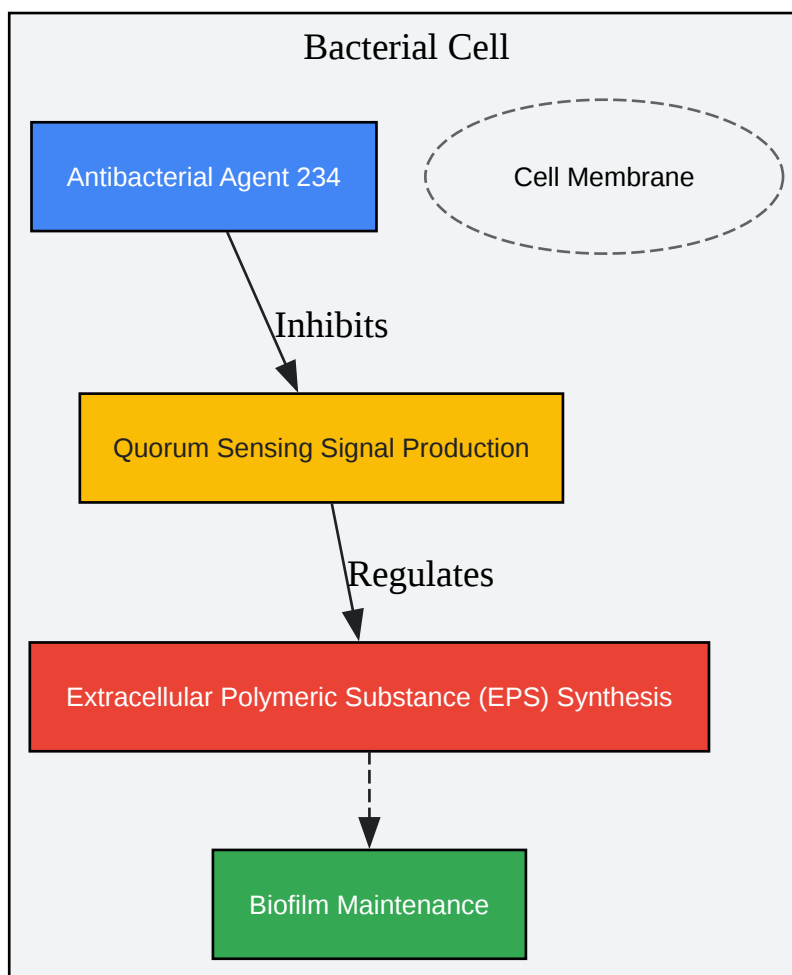 Bacterial Cell
Antibacterial Agent 234
Cell Membrane
Inhibits
Quorum Sensing Signal Production
Regulates
Extracellular Polymeric Substance (EPS) Synthesis
Biofilm Maintenance